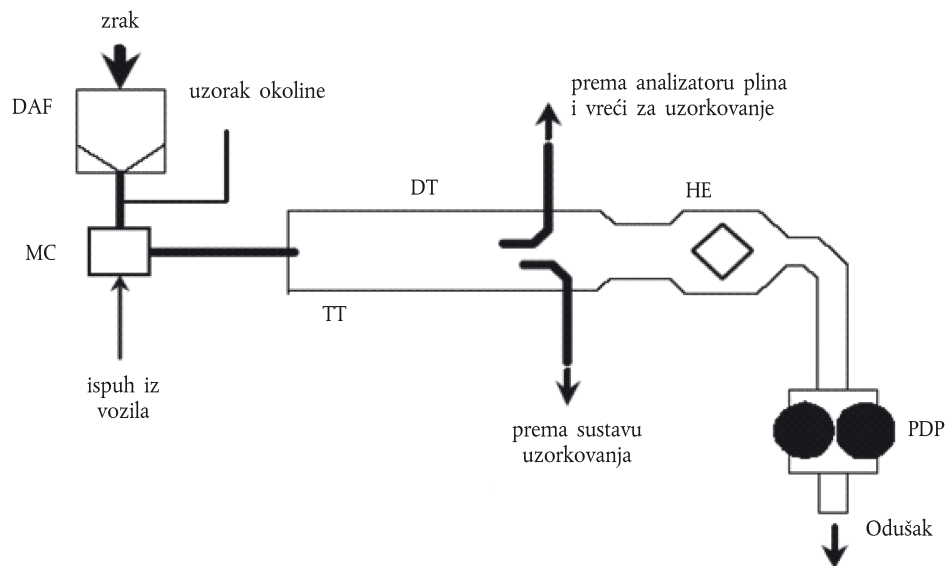 zrak
DAF
uzorak okoline
prema analizatoru plina
i vreći za uzorkovanje
DT
HE
MC
TT
ispuh iz
vozila
prema sustavu
uzorkovanja
PDP
Odušak